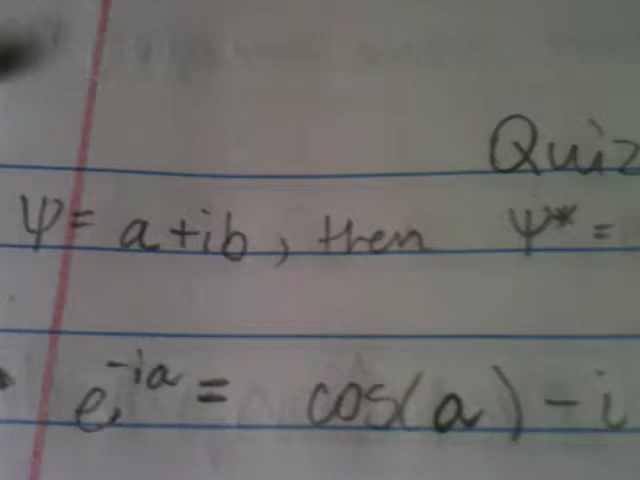 Quiz
Ψ = a+ib, then Ψ* =
e^{-ia} = cos(a) - i